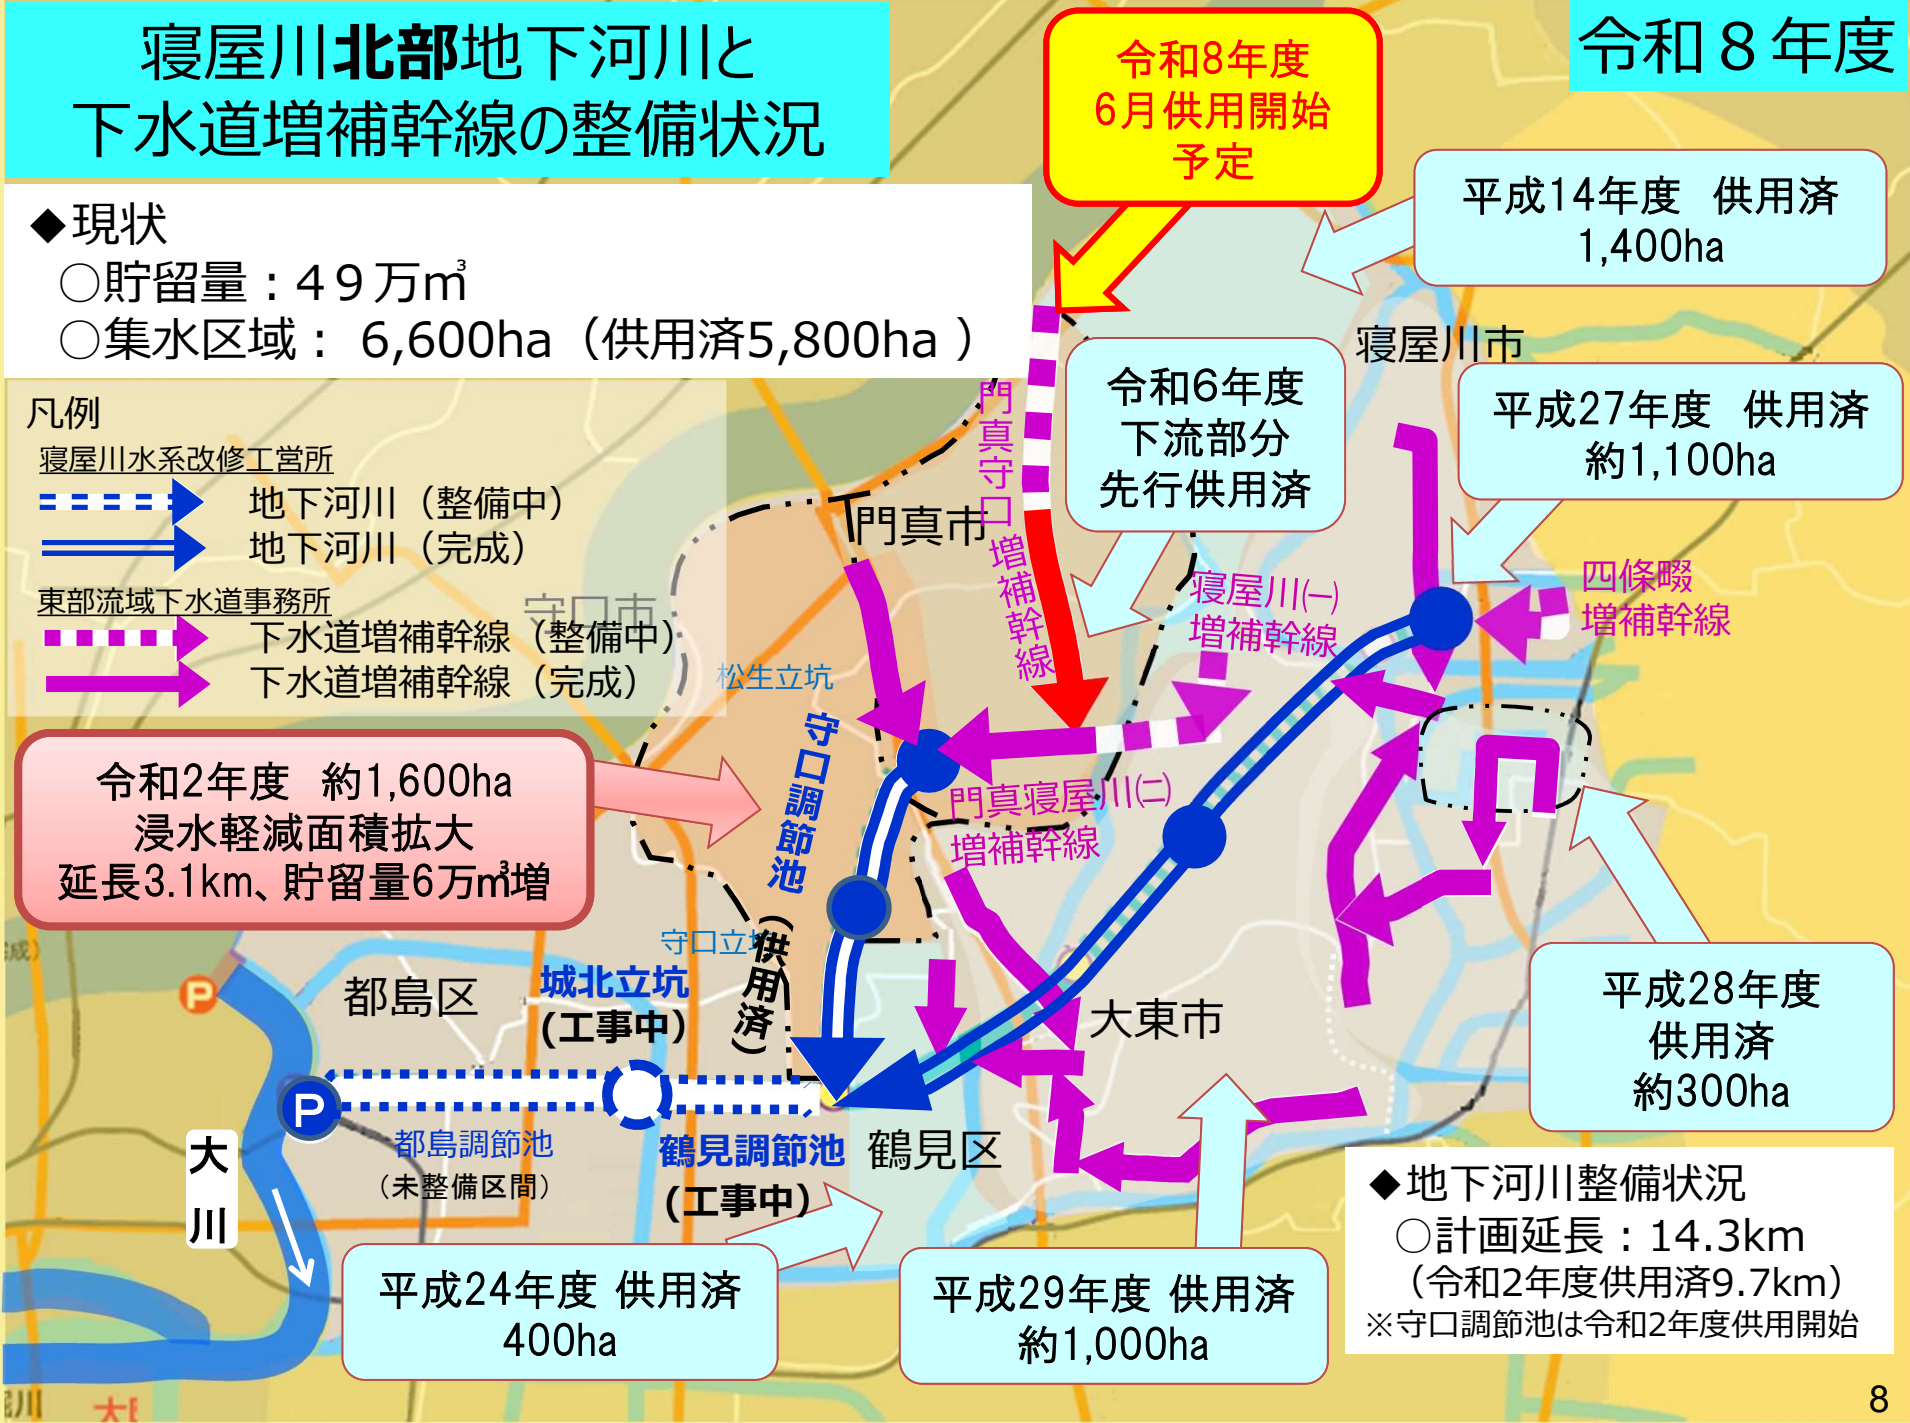 寝屋川北部地下河川と
下水道増補幹線の整備状況
令和８年度
令和8年度
6月供用開始
予定
◆現状
○貯留量：４９万㎥
○集水区域： 6,600ha（供用済5,800ha ）
平成14年度　供用済
1,400ha
寝屋川市
令和6年度
下流部分
先行供用済
平成27年度　供用済
約1,100ha
凡例
寝屋川水系改修工営所
地下河川（整備中）
地下河川（完成）
東部流域下水道事務所
下水道増補幹線（整備中）
下水道増補幹線（完成）
守口市
門真市
門真守口
増補幹線
寝屋川㈠
増補幹線
四條畷
増補幹線
松生立坑
守口調節池
（供用済）
門真寝屋川㈡
増補幹線
令和2年度　約1,600ha
浸水軽減面積拡大
延長3.1km、貯留量6万㎥増
守口立坑
P
都島区
城北立坑
(工事中)
大東市
平成28年度
供用済
約300ha
P
都島調節池
（未整備区間）
鶴見調節池
(工事中)
鶴見区
大
川
平成24年度 供用済
400ha
平成29年度 供用済
約1,000ha
◆地下河川整備状況
○計画延長：14.3km
（令和2年度供用済9.7km）
※守口調節池は令和2年度供用開始
8